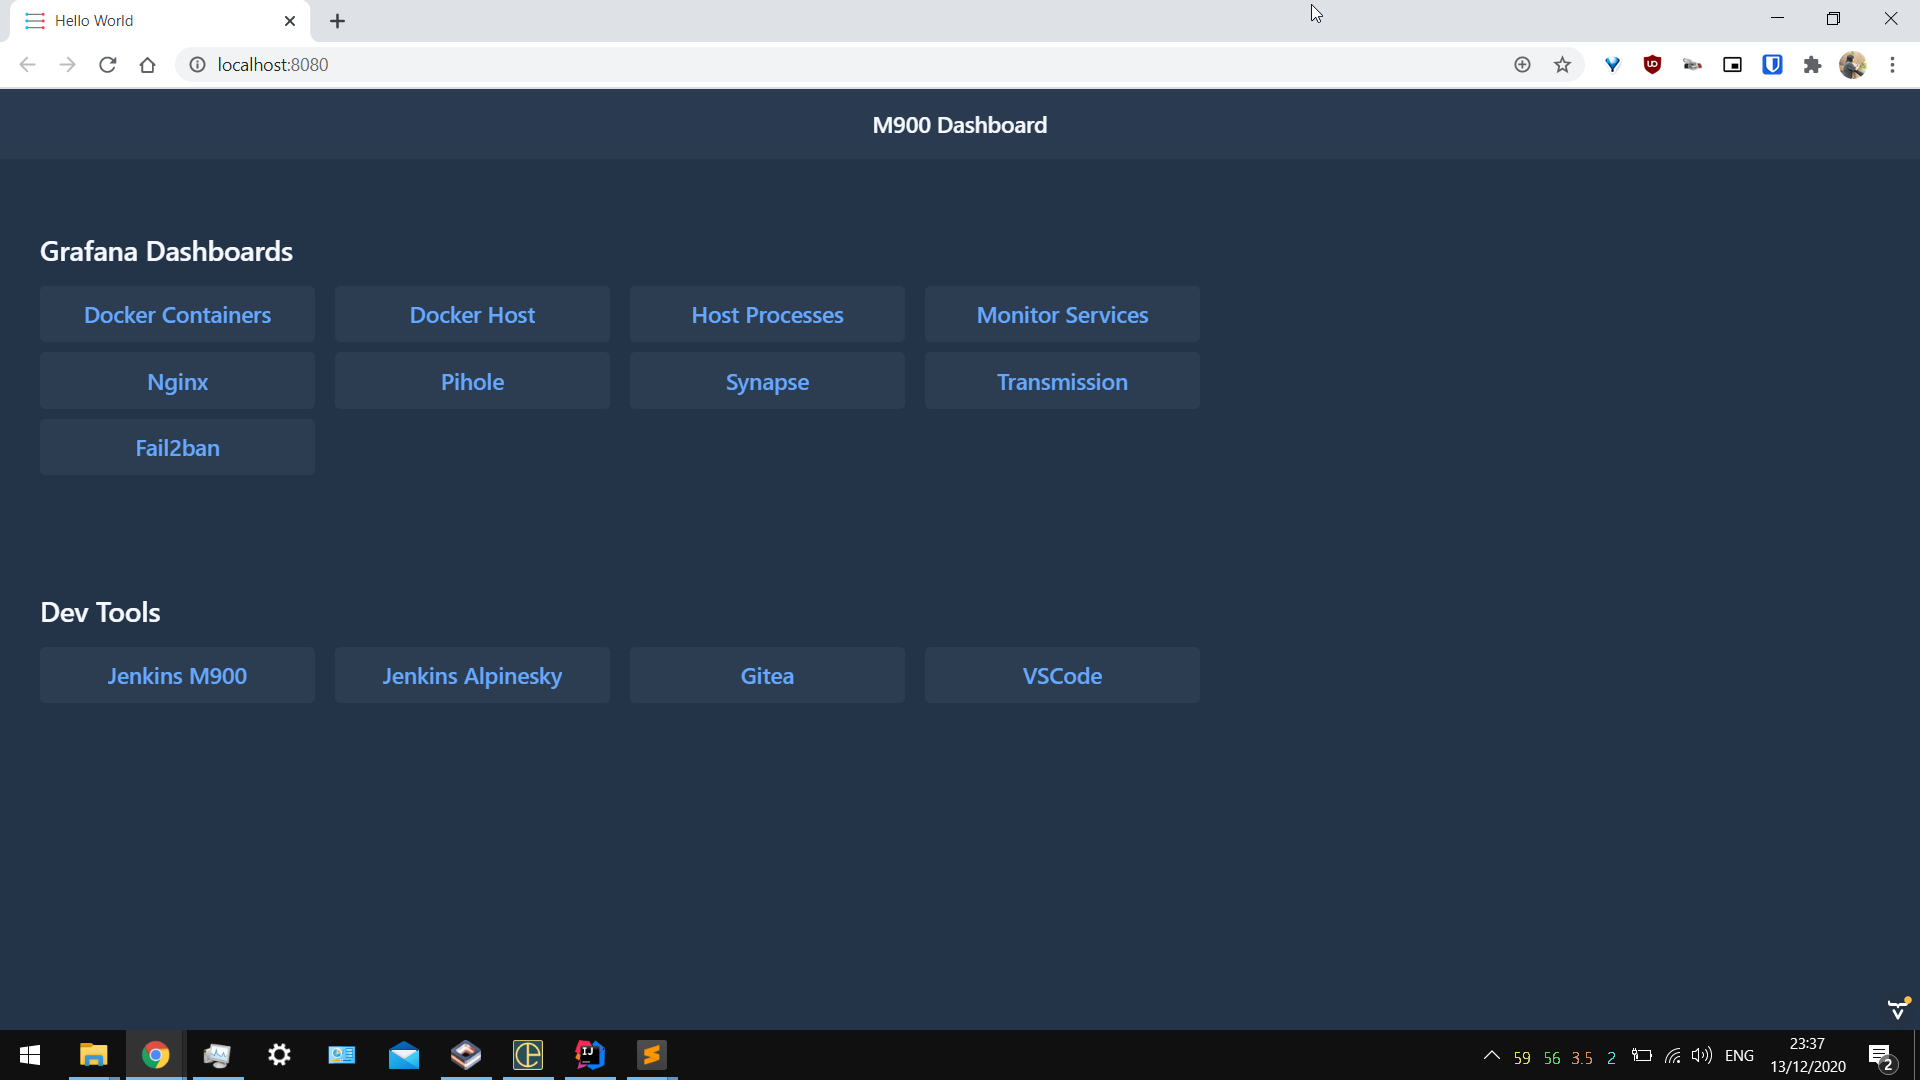 Hello World
localhost:8080
M900 Dashboard
Grafana Dashboards
Docker Containers
Docker Host
Host Processes
Monitor Services
Nginx
Pihole
Synapse
Transmission
Fail2ban
Dev Tools
Jenkins M900
Jenkins Alpinesky
Gitea
VSCode
59 56 3.5 2 ENG
23:37
13/12/2020
2
IJ